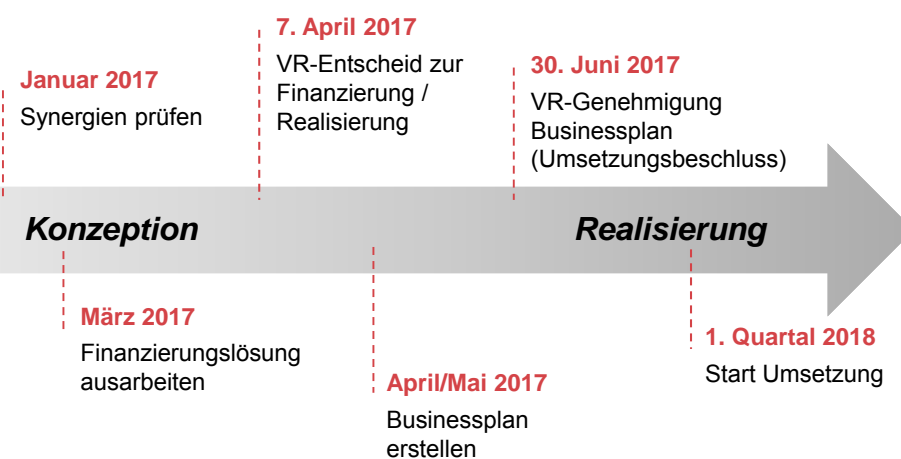 Januar 2017
Synergien prüfen
7. April 2017
VR-Entscheid zur
Finanzierung /
Realisierung
30. Juni 2017
VR-Genehmigung
Businessplan
(Umsetzungsbeschluss)
Konzeption
Realisierung
März 2017
Finanzierungslösung
ausarbeiten
April/Mai 2017
Businessplan
erstellen
1. Quartal 2018
Start Umsetzung